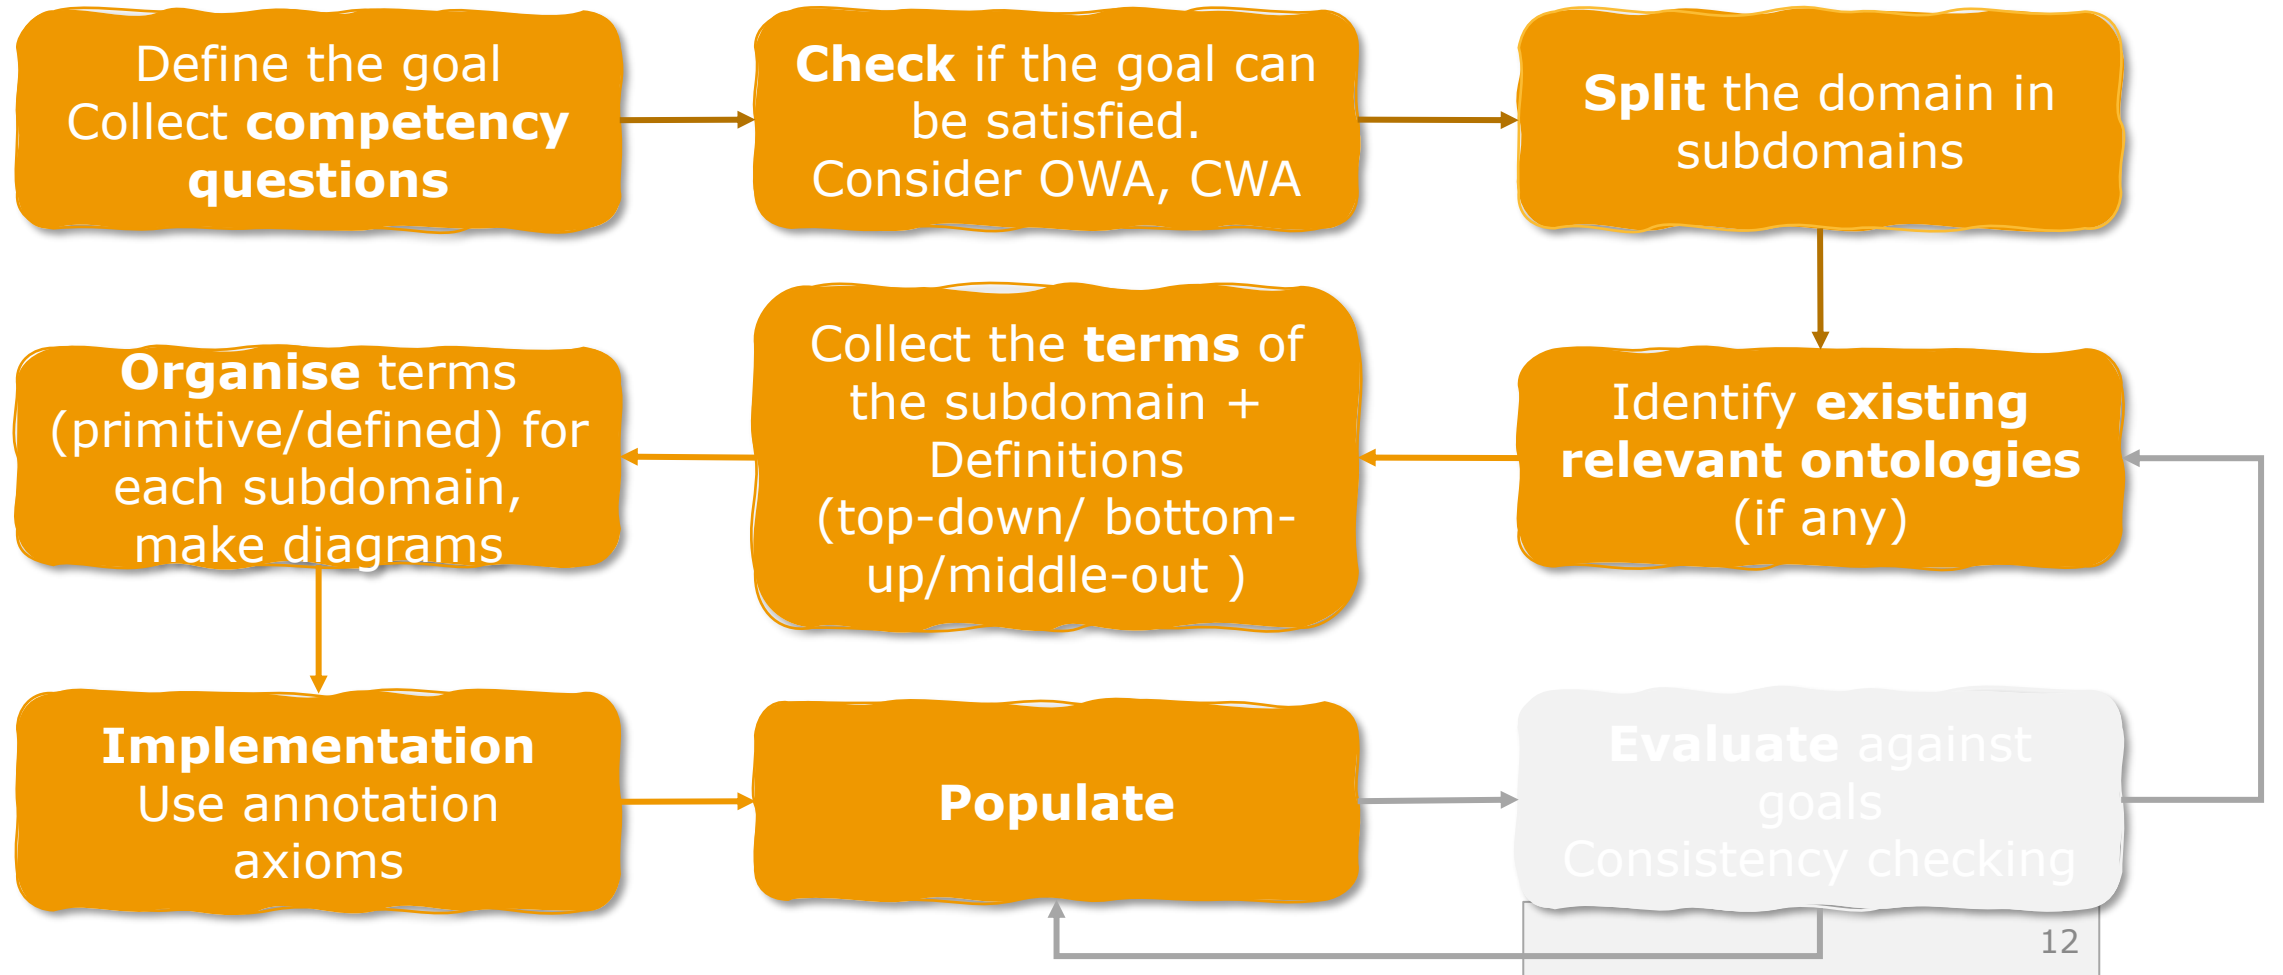 Define the goal
Collect competency
questions
Check if the goal can
be satisfied.
Consider OWA, CWA
Split the domain in
subdomains
Identify existing
relevant ontologies
(if any)
Collect the terms of
the subdomain +
Definitions
(top-down/ bottom-
up/middle-out )
Organise terms
(primitive/defined) for
each subdomain,
make diagrams
Implementation
Use annotation
axioms
Populate
Evaluate against
goals
Consistency checking
12